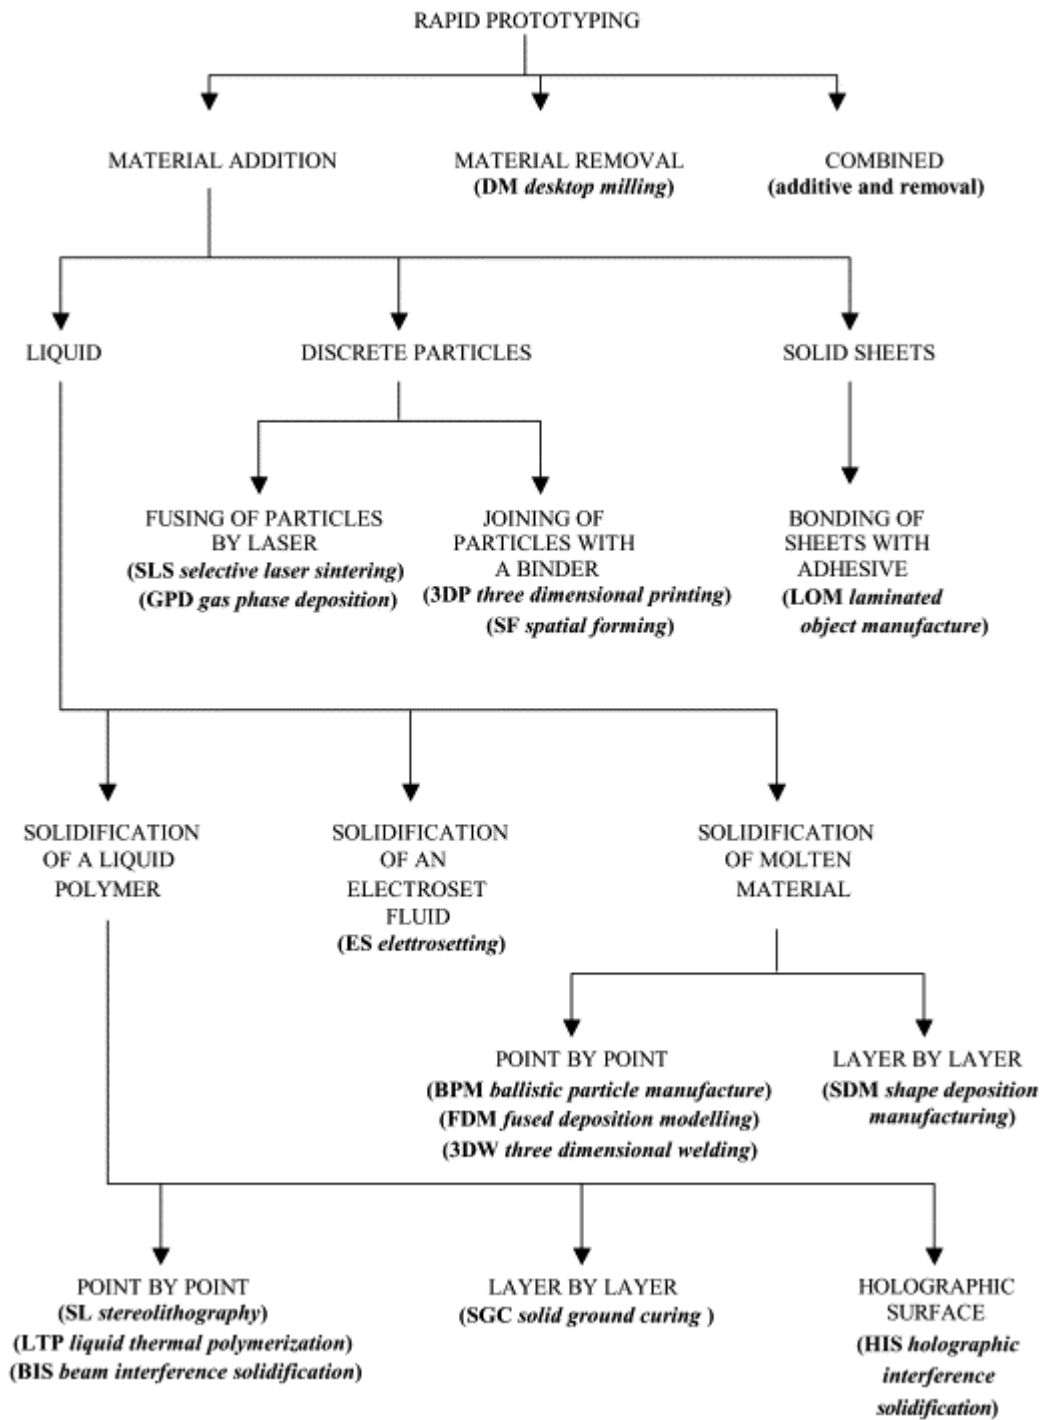 RAPID PROTOTYPING
MATERIAL ADDITION
MATERIAL REMOVAL
(DM desktop milling)
COMBINED
(additive and removal)
LIQUID
DISCRETE PARTICLES
SOLID SHEETS
FUSING OF PARTICLES
BY LASER
(SLS selective laser sintering)
(GPD gas phase deposition)
JOINING OF
PARTICLES WITH
A BINDER
(3DP three dimensional printing)
(SF spatial forming)
BONDING OF
SHEETS WITH
ADHESIVE
(LOM laminated
object manufacture)
SOLIDIFICATION
OF A LIQUID
POLYMER
SOLIDIFICATION
OF AN
ELECTROSET
FLUID
(ES elettrosetting)
SOLIDIFICATION
OF MOLTEN
MATERIAL
POINT BY POINT
(BPM ballistic particle manufacture)
(FDM fused deposition modelling)
(3DW three dimensional welding)
LAYER BY LAYER
(SDM shape deposition
manufacturing)
POINT BY POINT
(SL stereolithography)
(LTP liquid thermal polymerization)
(BIS beam interference solidification)
LAYER BY LAYER
(SGC solid ground curing )
HOLOGRAPHIC
SURFACE
(HIS holographic
interference
solidification)